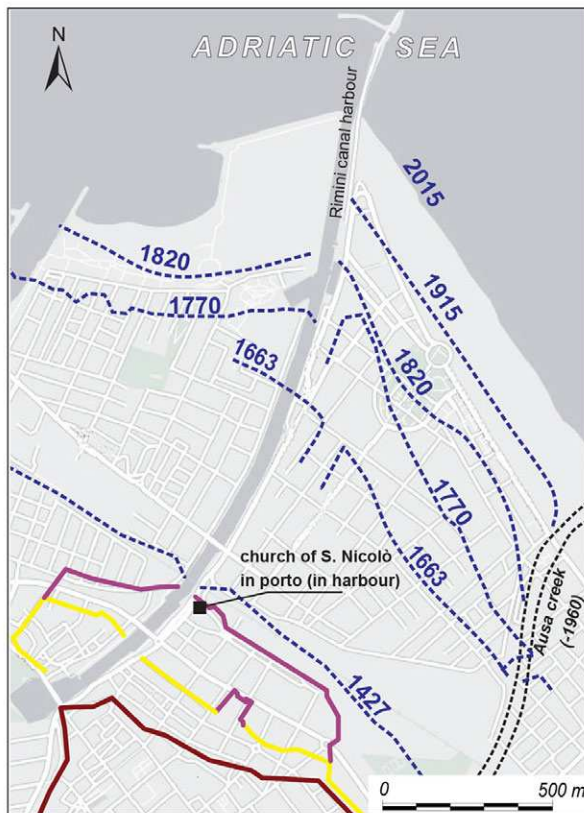 N
ADRIATIC SEA
Rimini canal harbour
2015
1820
1915
1770
1663
1820
1770
1663
church of S. Nicolò
in porto (in harbour)
Ausa creek
(-1960)
1427
0 500 m